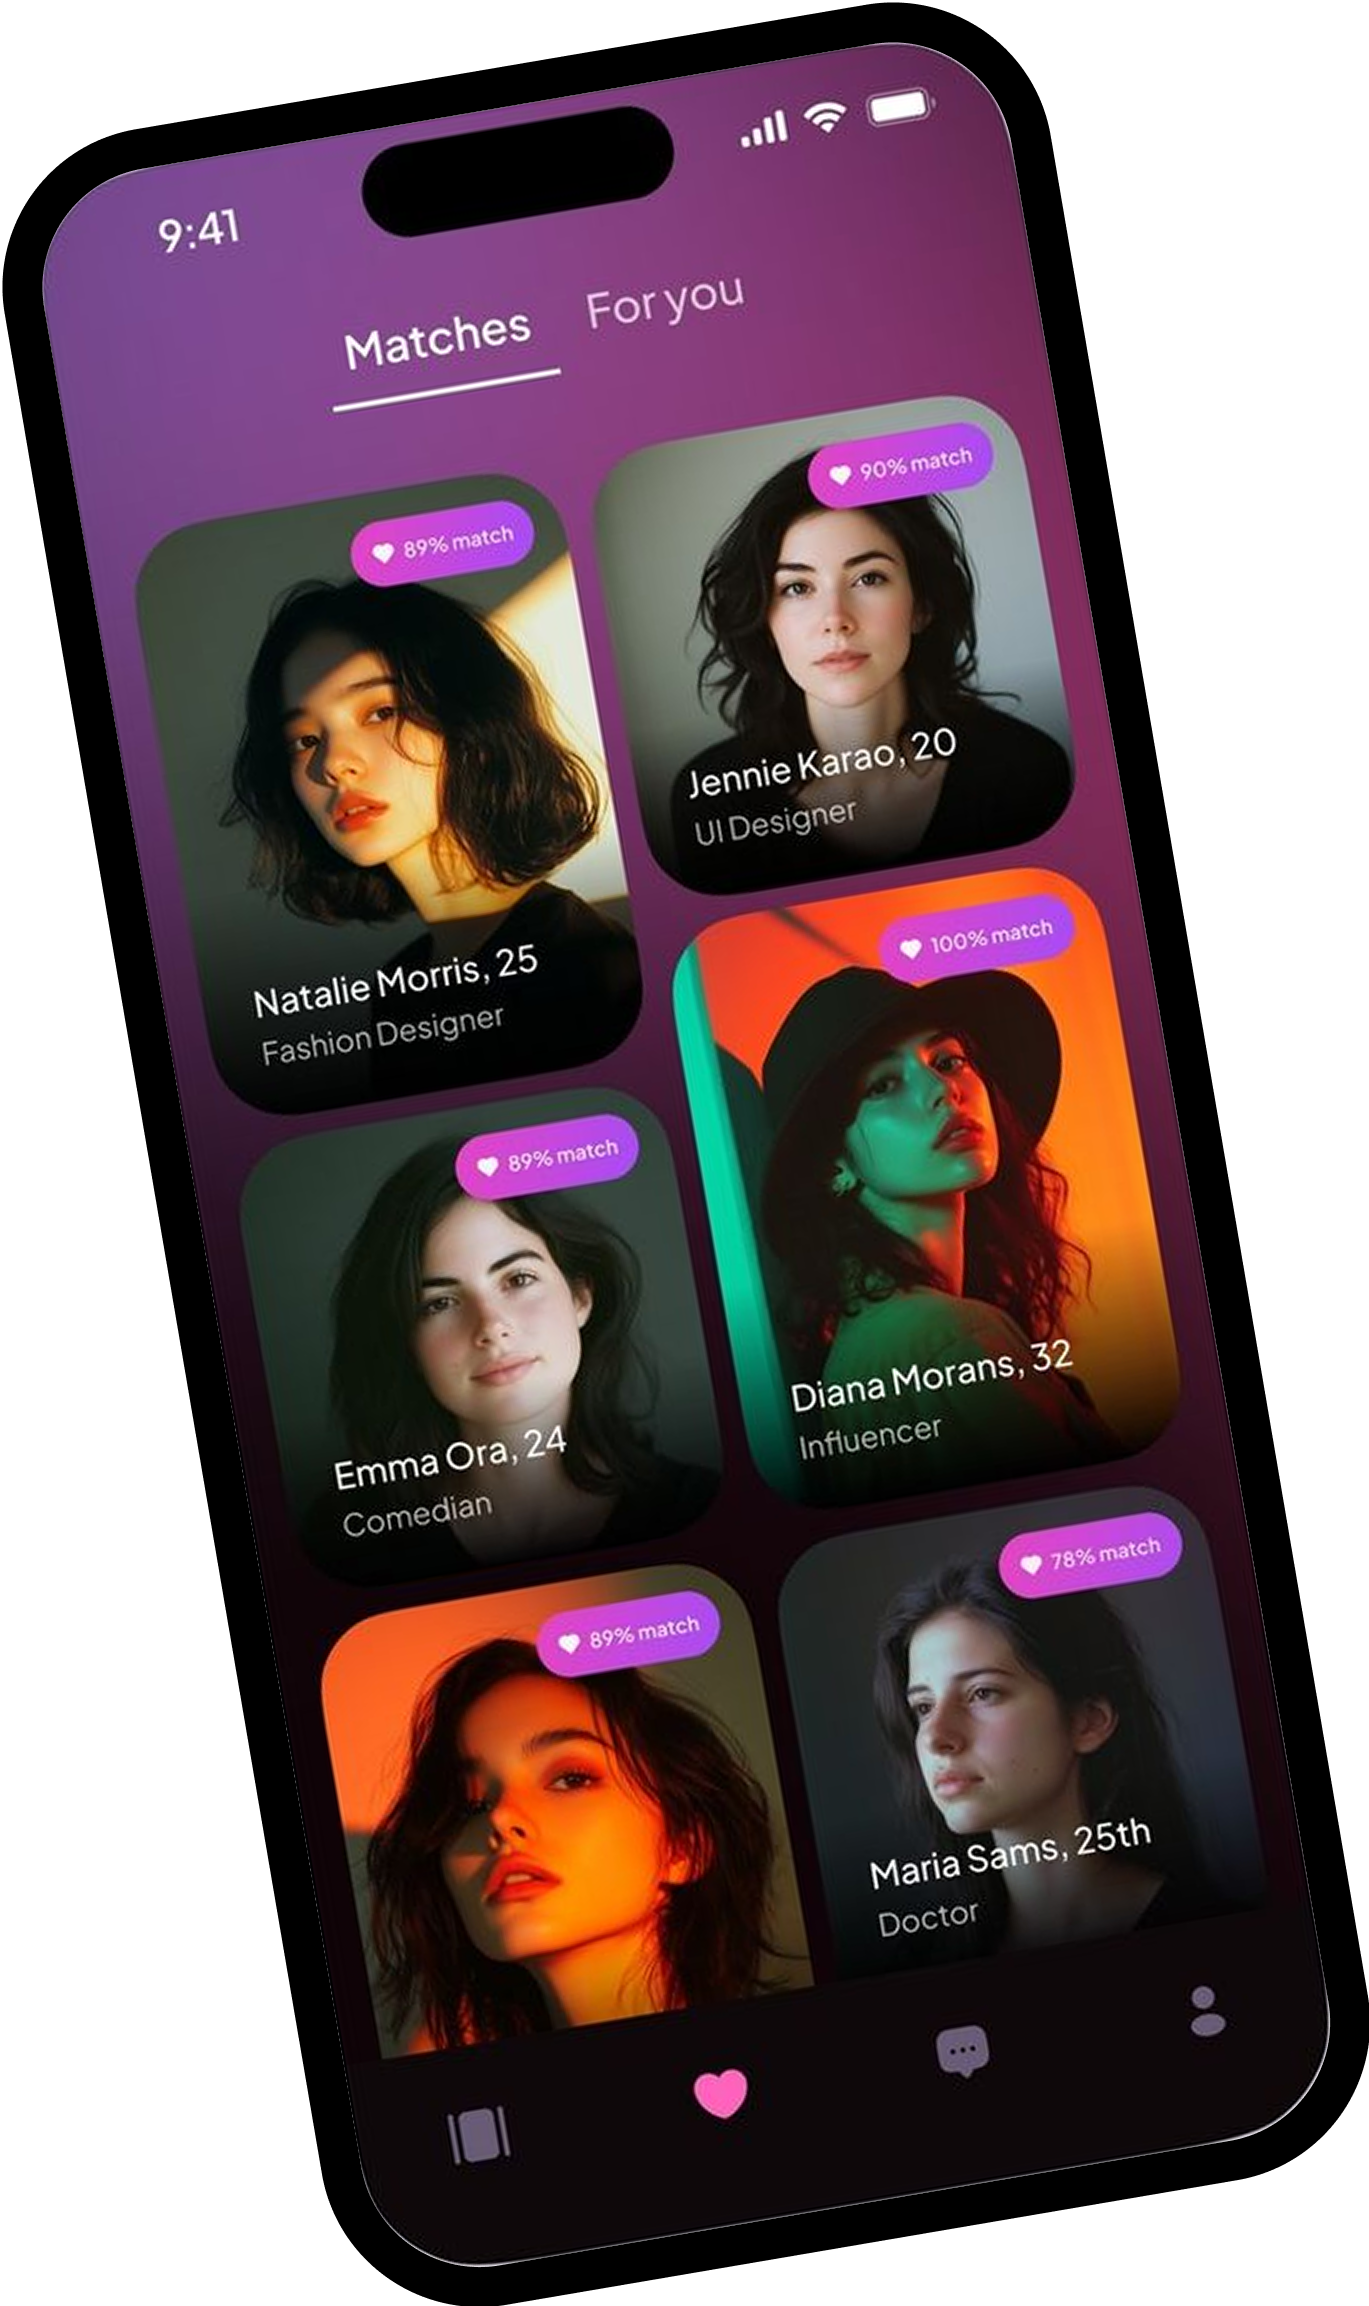 9:41
Matches
For you
89% match
Natalie Morris, 25
Fashion Designer
90% match
Jennie Karao, 20
UI Designer
89% match
Emma Ora, 24
Comedian
100% match
Diana Morans, 32
Influencer
89% match
78% match
Maria Sams, 25th
Doctor